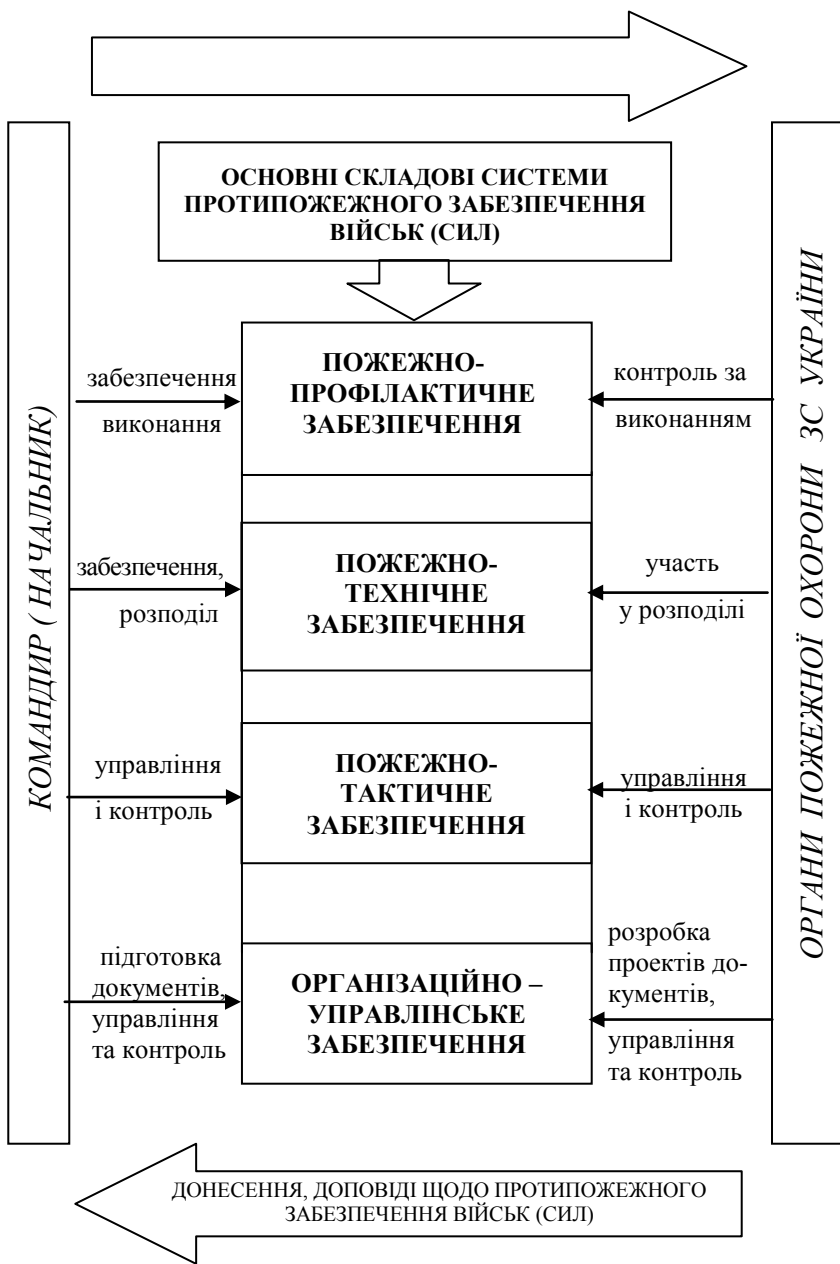 ОСНОВНІ СКЛАДОВІ СИСТЕМИ
ПРОТИПОЖЕЖНОГО ЗАБЕЗПЕЧЕННЯ
ВІЙСЬК (СИЛ)
КОМАНДИР ( НАЧАЛЬНИК)
забезпечення
виконання
ПОЖЕЖНО-
ПРОФІЛАКТИЧНЕ
ЗАБЕЗПЕЧЕННЯ
контроль за
виконанням
забезпечення,
розподіл
ПОЖЕЖНО-
ТЕХНІЧНЕ
ЗАБЕЗПЕЧЕННЯ
участь
у розподілі
управління
і контроль
ПОЖЕЖНО-
ТАКТИЧНЕ
ЗАБЕЗПЕЧЕННЯ
управління
і контроль
підготовка
документів,
управління
та контроль
ОРГАНІЗАЦІЙНО –
УПРАВЛІНСЬКЕ
ЗАБЕЗПЕЧЕННЯ
розробка
проектів до-
кументів,
управління
та контроль
ОРГАНИ ПОЖЕЖНОЇ ОХОРОНИ ЗС УКРАЇНИ
ДОНЕСЕННЯ, ДОПОВІДІ ЩОДО ПРОТИПОЖЕЖНОГО
ЗАБЕЗПЕЧЕННЯ ВІЙСЬК (СИЛ)